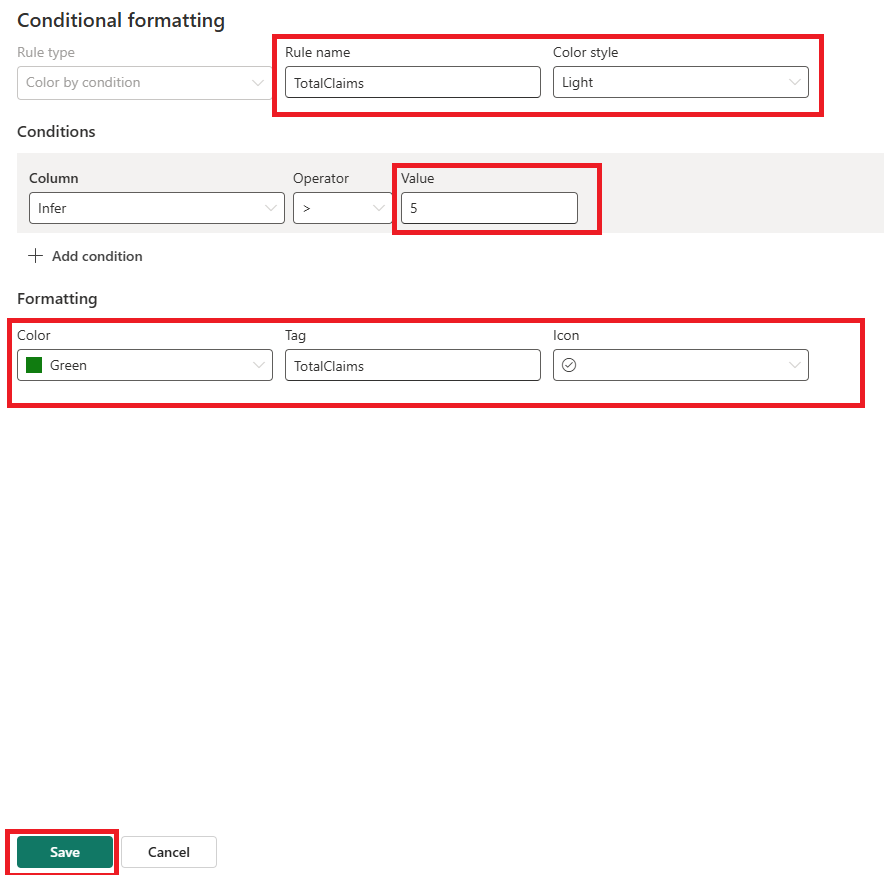 Conditional formatting
Rule type Rule name Color style
Color by condition TotalClaims Light
Conditions
Column Operator Value
Infer > 5
Add condition
Formatting
Color Tag Icon
Green TotalClaims
Save Cancel